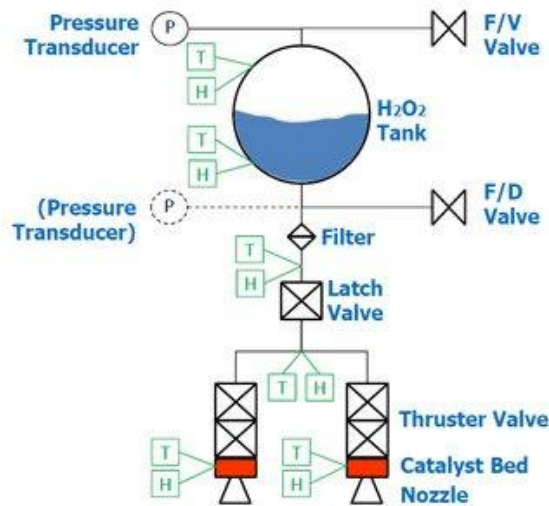 Pressure
Transducer
P
F/V
Valve
T
H
H₂O₂
Tank
T
H
(Pressure
Transducer)
P
F/D
Valve
Filter
T
H
Latch
Valve
T
H
Thruster Valve
T
H
T
H
Catalyst Bed
Nozzle